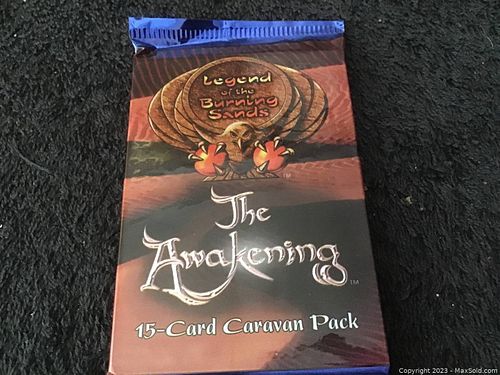 Legend
of the
Burning
Sands
TM
The
Awakening
TM
15-Card Caravan Pack
Copyright 2023 - MaxSold.com